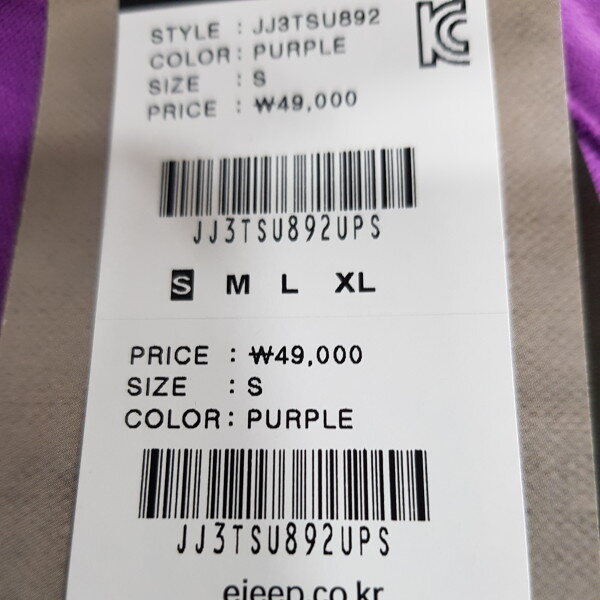 STYLE : JJ3TSU892
COLOR : PURPLE
SIZE : S
PRICE : ₩49,000
JJ3TSU892UPS
S M L XL
PRICE : ₩49,000
SIZE : S
COLOR : PURPLE
JJ3TSU892UPS
ejeep.co.kr